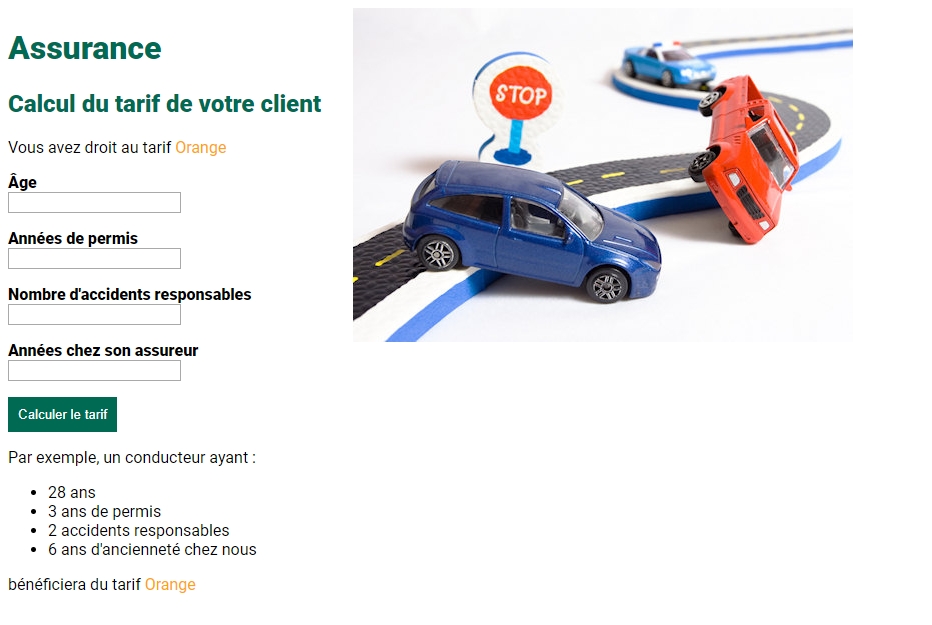 Assurance
Calcul du tarif de votre client
Vous avez droit au tarif Orange
Âge
Années de permis
Nombre d'accidents responsables
Années chez son assureur
Calculer le tarif
Par exemple, un conducteur ayant :
28 ans
3 ans de permis
2 accidents responsables
6 ans d'ancienneté chez nous
bénéficiera du tarif Orange
STOP